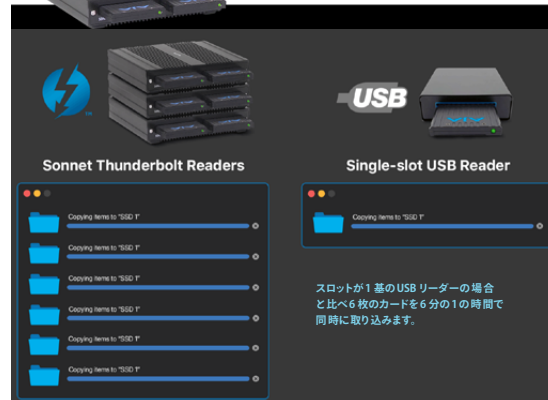 USB
Sonnet Thunderbolt Readers
Single-slot USB Reader
Copying items to "SSD 1"
Copying items to "SSD 1"
Copying items to "SSD 1"
Copying items to "SSD 1"
Copying items to "SSD 1"
Copying items to "SSD 1"
Copying items to "SSD 1"
スロットが1基のUSBリーダーの場合
と比べ6枚のカードを6分の1の時間で
同時に取り込みます。